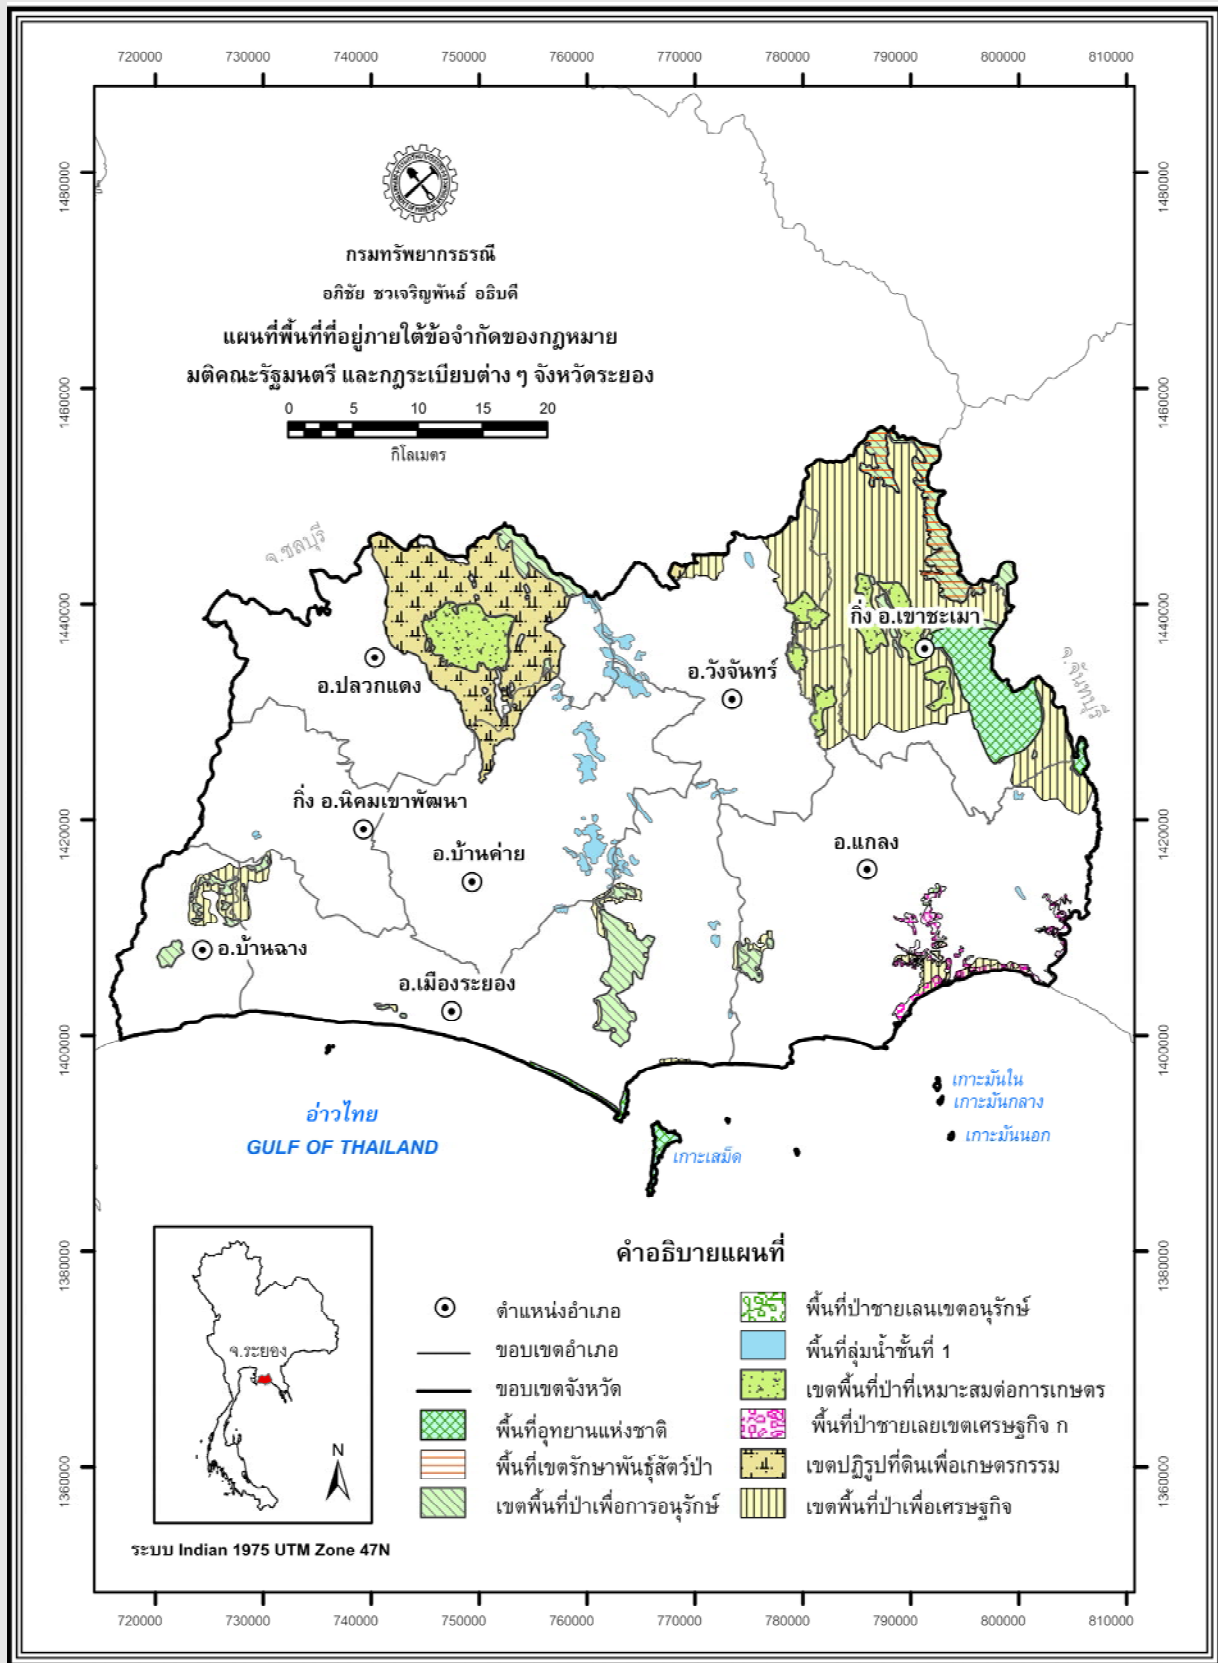 720000 730000 740000 750000 760000 770000 780000 790000 800000 810000
1480000
1480000
กรมทรัพยากรธรณี
อภิชัย ชวเจริญพันธ์ อธิบดี
แผนที่พื้นที่ที่อยู่ภายใต้ข้อจำกัดของกฎหมาย
มติคณะรัฐมนตรี และกฎระเบียบต่าง ๆ จังหวัดระยอง
1460000
1460000
0 5 10 15 20
กิโลเมตร
จ.ชลบุรี
1440000
1440000
กิ่ง อ.เขาชะเมา
จ.จันทบุรี
อ.วังจันทร์
อ.ปลวกแดง
กิ่ง อ.นิคมเขาพัฒนา
1420000
1420000
อ.แกลง
อ.บ้านค่าย
อ.บ้านฉาง
อ.เมืองระยอง
1400000
1400000
เกาะมันใน
เกาะมันกลาง
เกาะมันนอก
เกาะเสม็ด
อ่าวไทย
GULF OF THAILAND
1380000
1380000
คำอธิบายแผนที่
ตำแหน่งอำเภอ
ขอบเขตอำเภอ
ขอบเขตจังหวัด
พื้นที่อุทยานแห่งชาติ
พื้นที่เขตรักษาพันธุ์สัตว์ป่า
เขตพื้นที่ป่าเพื่อการอนุรักษ์
พื้นที่ป่าชายเลนเขตอนุรักษ์
พื้นที่ลุ่มน้ำชั้นที่ 1
เขตพื้นที่ป่าที่เหมาะสมต่อการเกษตร
พื้นที่ป่าชายเลยเขตเศรษฐกิจ ก
เขตปฏิรูปที่ดินเพื่อเกษตรกรรม
เขตพื้นที่ป่าเพื่อเศรษฐกิจ
จ.ระยอง
N
1360000
1360000
ระบบ Indian 1975 UTM Zone 47N
720000 730000 740000 750000 760000 770000 780000 790000 800000 810000